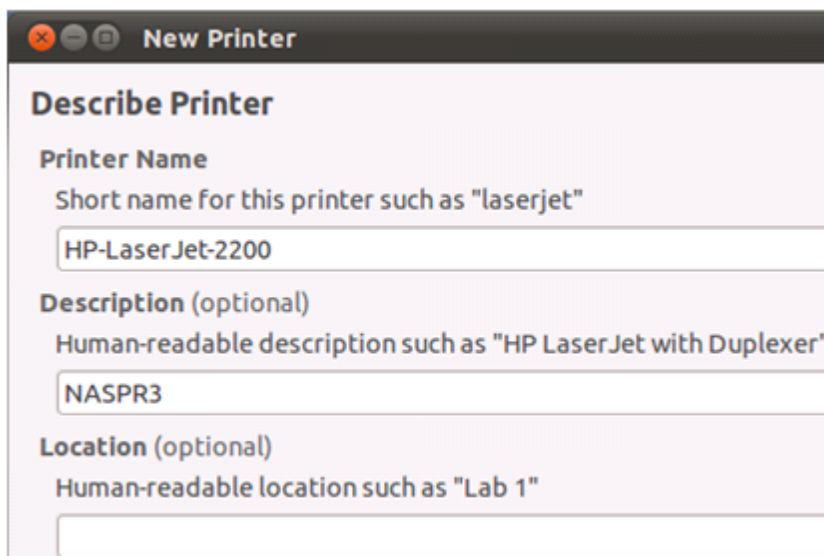 New Printer
Describe Printer
Printer Name
Short name for this printer such as "laserjet"
HP-LaserJet-2200
Description (optional)
Human-readable description such as "HP LaserJet with Duplexer"
NASPR3
Location (optional)
Human-readable location such as "Lab 1"